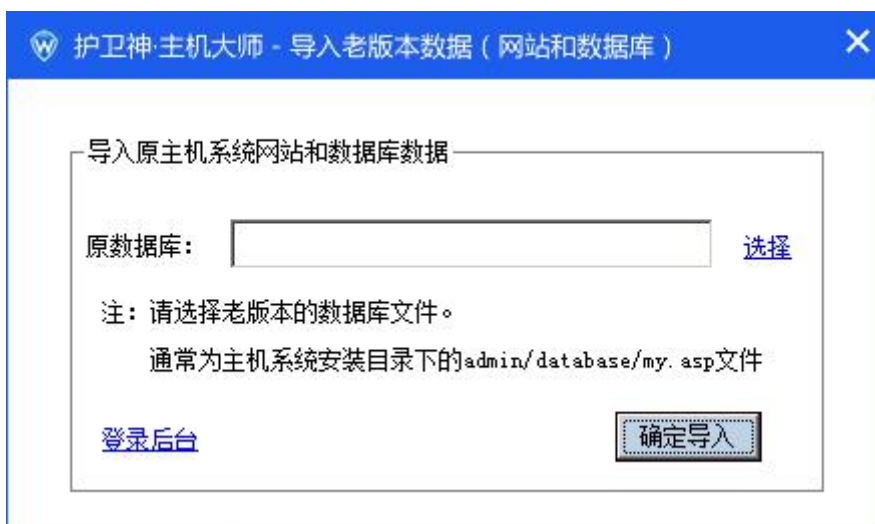 护卫神·主机大师 - 导入老版本数据（网站和数据库）
导入原主机系统网站和数据库数据
原数据库： 选择
注：请选择老版本的数据库文件。
通常为主机系统安装目录下的admin/database/my.asp文件
登录后台 确定导入